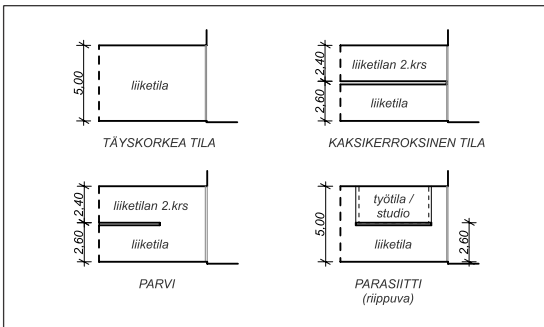 5,00
liiketila
TÄYSKORKEA TILA
2,40
liiketilan 2.krs
2,60
liiketila
KAKSIKERROKSINEN TILA
2,40
liiketilan 2.krs
2,60
liiketila
PARVI
5,00
työtila /
studio
liiketila
2,60
PARASIITTI
(riippuva)